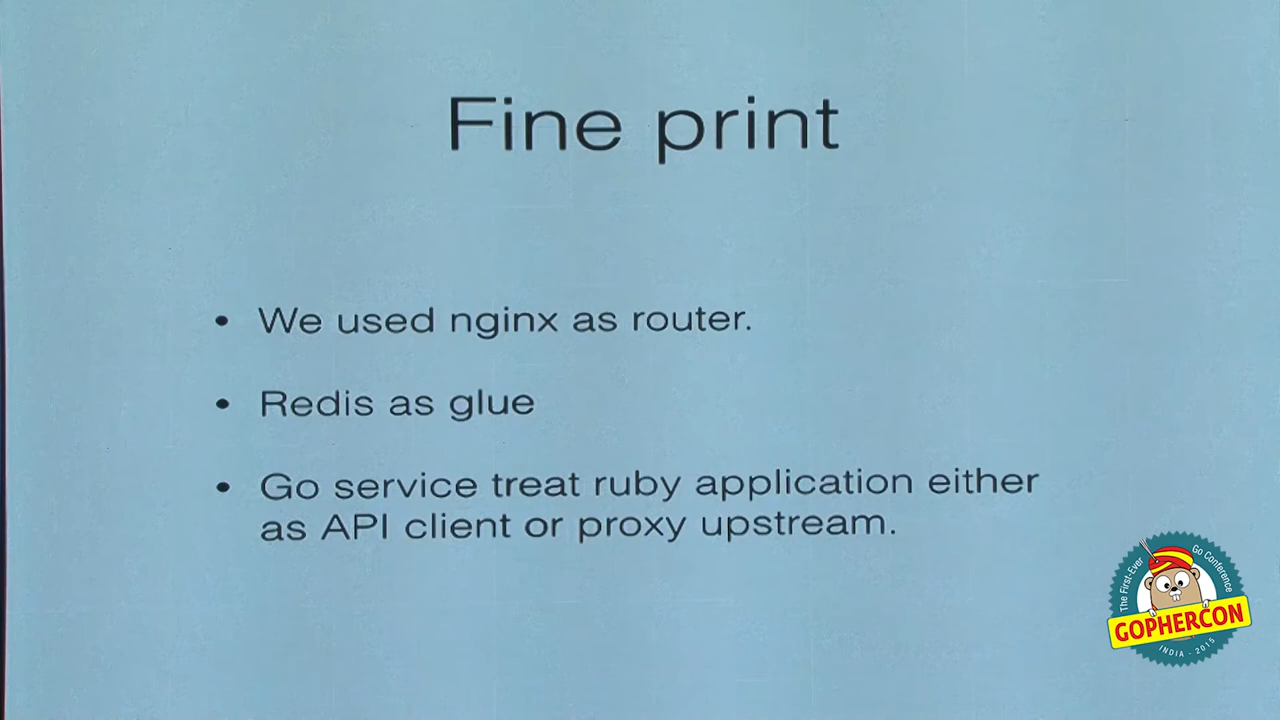 Fine print
• We used nginx as router.
• Redis as glue
• Go service treat ruby application either
as API client or proxy upstream.
The First-Ever Go Conference
GOPHERCON
INDIA - 2015